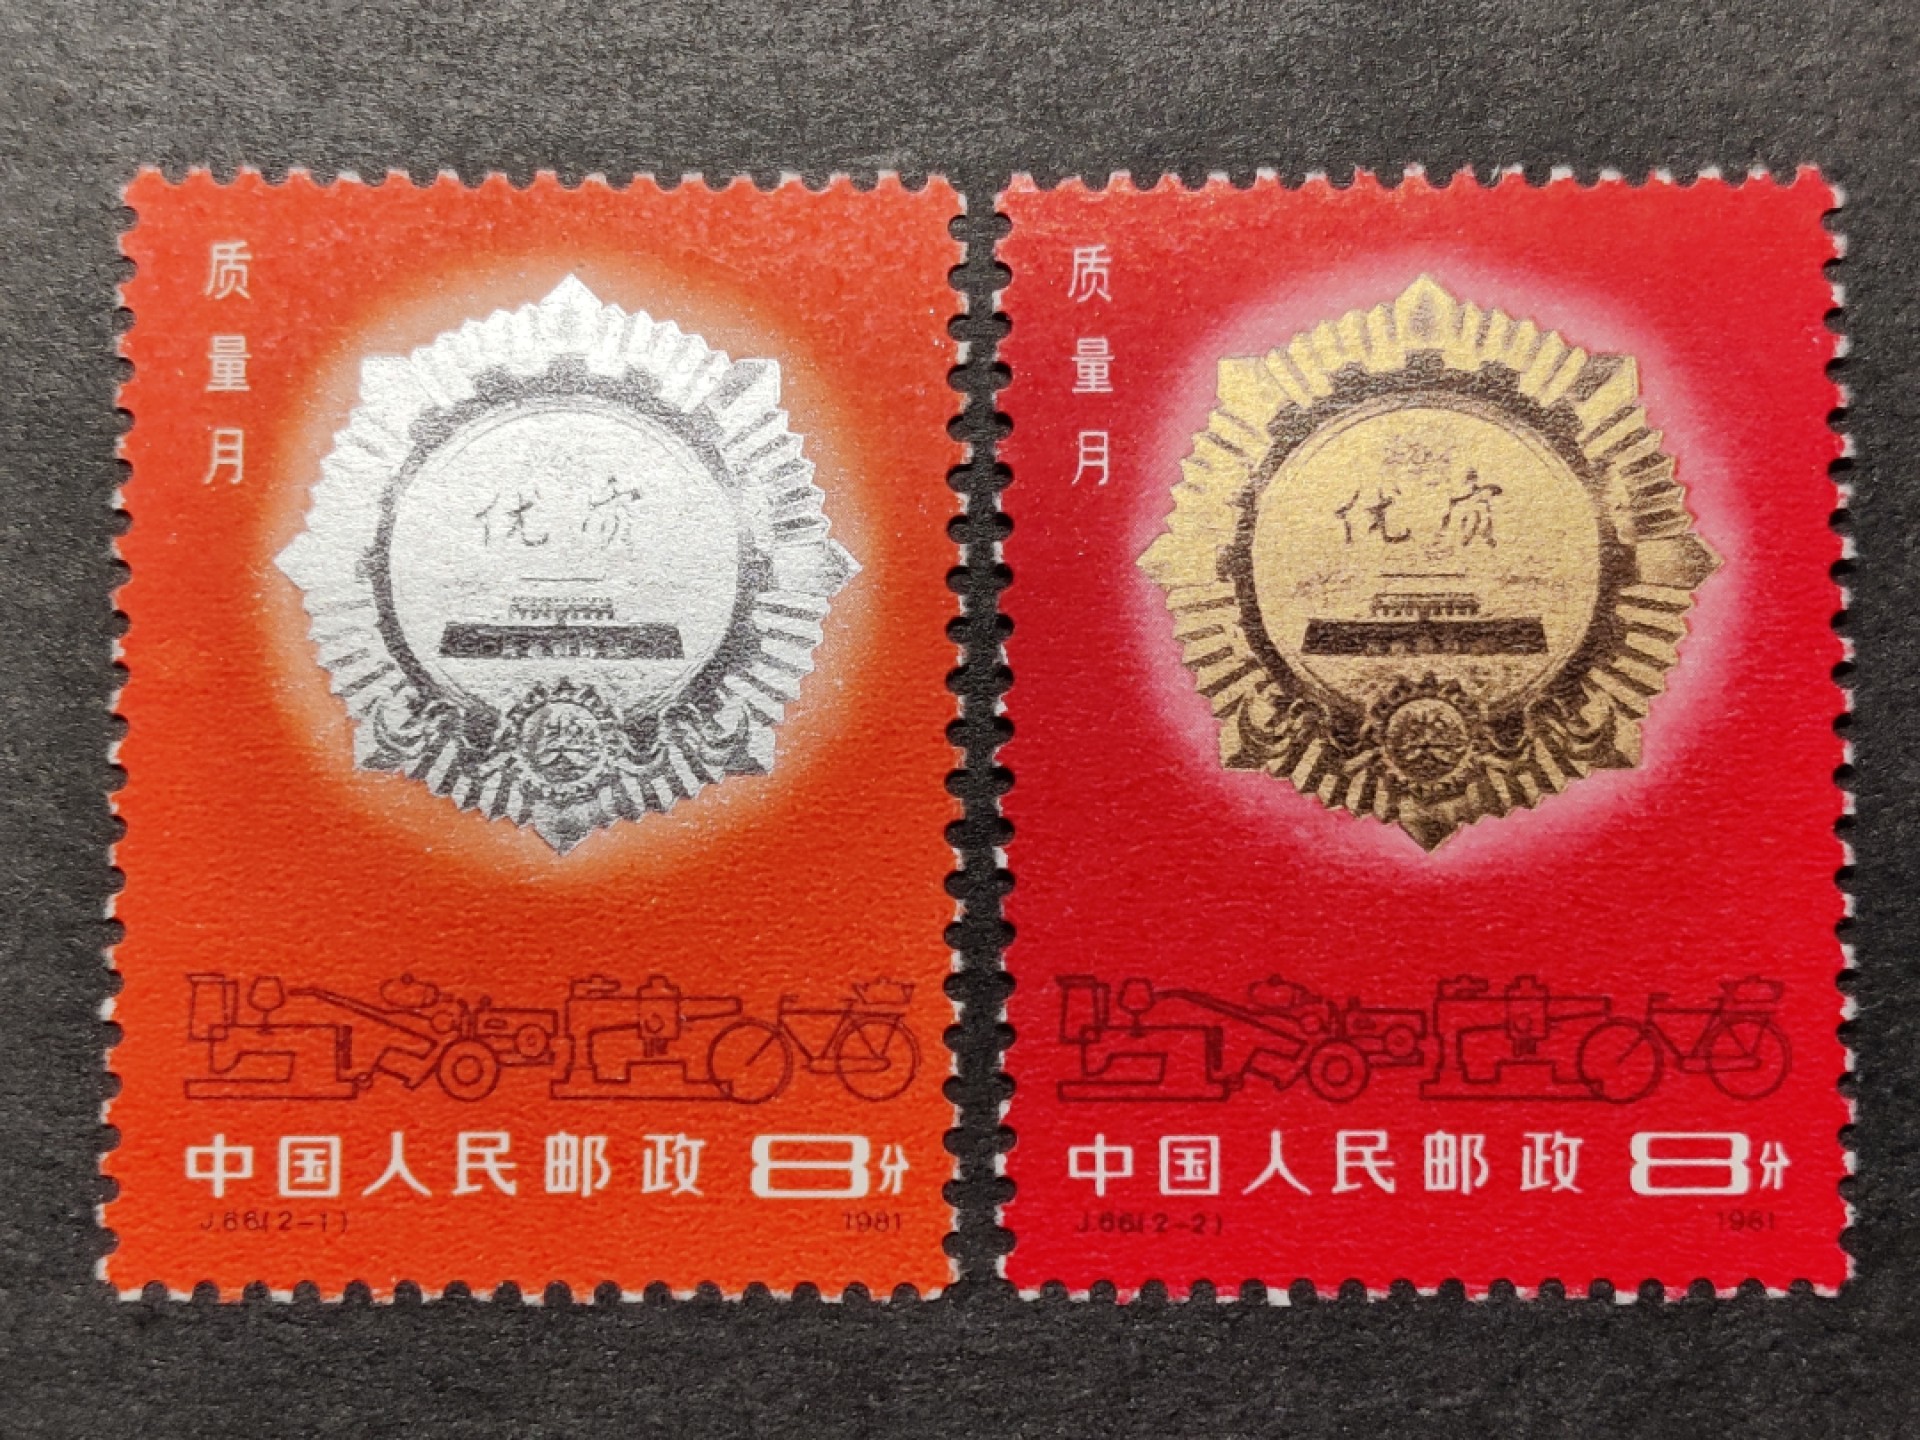 质量月
优质
奖
中国人民邮政 8分
J.66(2-1) 1981
质量月
优质
奖
中国人民邮政 8分
J.66(2-2) 1981